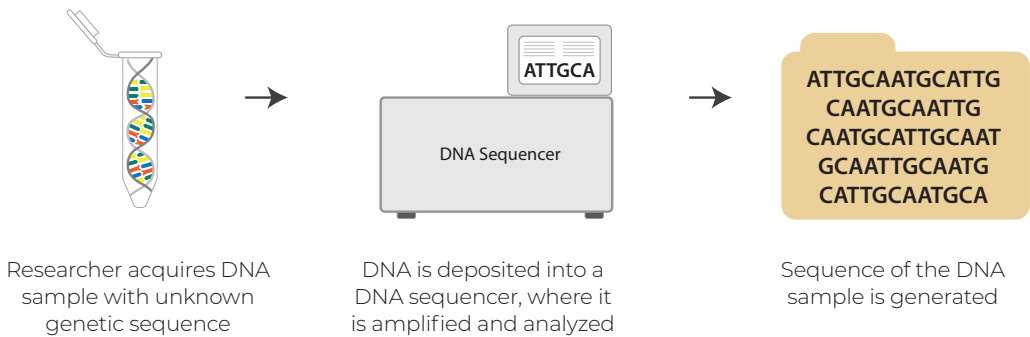 ATTGCA
DNA Sequencer
ATTGCAATGCATTG
CAATGCAATTG
CAATGCATTGCAAT
GCAATTGCAATG
CATTGCAATGCA
Researcher acquires DNA
sample with unknown
genetic sequence
DNA is deposited into a
DNA sequencer, where it
is amplified and analyzed
Sequence of the DNA
sample is generated